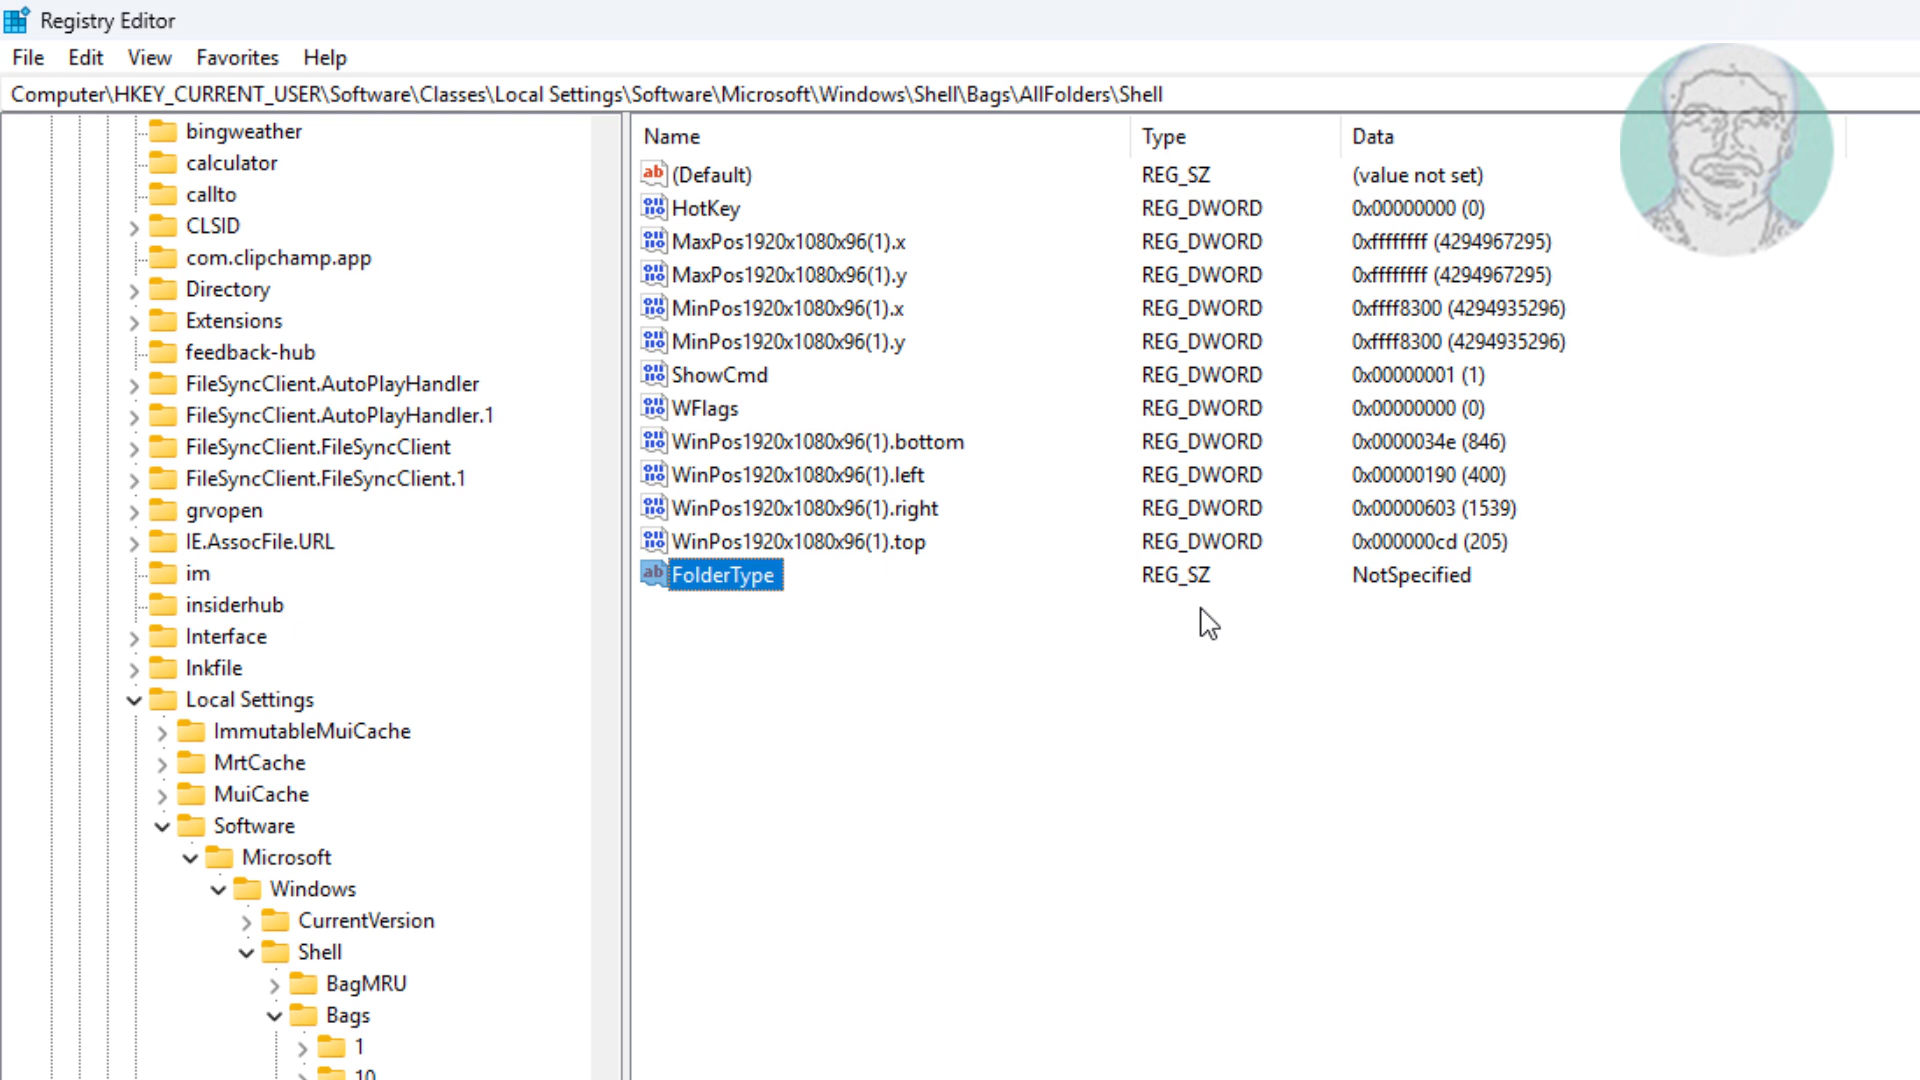 Registry Editor
File Edit View Favorites Help
Computer\HKEY_CURRENT_USER\Software\Classes\Local Settings\Software\Microsoft\Windows\Shell\Bags\AllFolders\Shell
bingweather
calculator
callto
CLSID
com.clipchamp.app
Directory
Extensions
feedback-hub
FileSyncClient.AutoPlayHandler
FileSyncClient.AutoPlayHandler.1
FileSyncClient.FileSyncClient
FileSyncClient.FileSyncClient.1
grvopen
IE.AssocFile.URL
im
insiderhub
Interface
lnkfile
Local Settings
ImmutableMuiCache
MrtCache
MuiCache
Software
Microsoft
Windows
CurrentVersion
Shell
BagMRU
Bags
1
10
Name Type Data
(Default) REG_SZ (value not set)
HotKey REG_DWORD 0x00000000 (0)
MaxPos1920x1080x96(1).x REG_DWORD 0xffffffff (4294967295)
MaxPos1920x1080x96(1).y REG_DWORD 0xffffffff (4294967295)
MinPos1920x1080x96(1).x REG_DWORD 0xffff8300 (4294935296)
MinPos1920x1080x96(1).y REG_DWORD 0xffff8300 (4294935296)
ShowCmd REG_DWORD 0x00000001 (1)
WFlags REG_DWORD 0x00000000 (0)
WinPos1920x1080x96(1).bottom REG_DWORD 0x0000034e (846)
WinPos1920x1080x96(1).left REG_DWORD 0x00000190 (400)
WinPos1920x1080x96(1).right REG_DWORD 0x00000603 (1539)
WinPos1920x1080x96(1).top REG_DWORD 0x000000cd (205)
FolderType REG_SZ NotSpecified